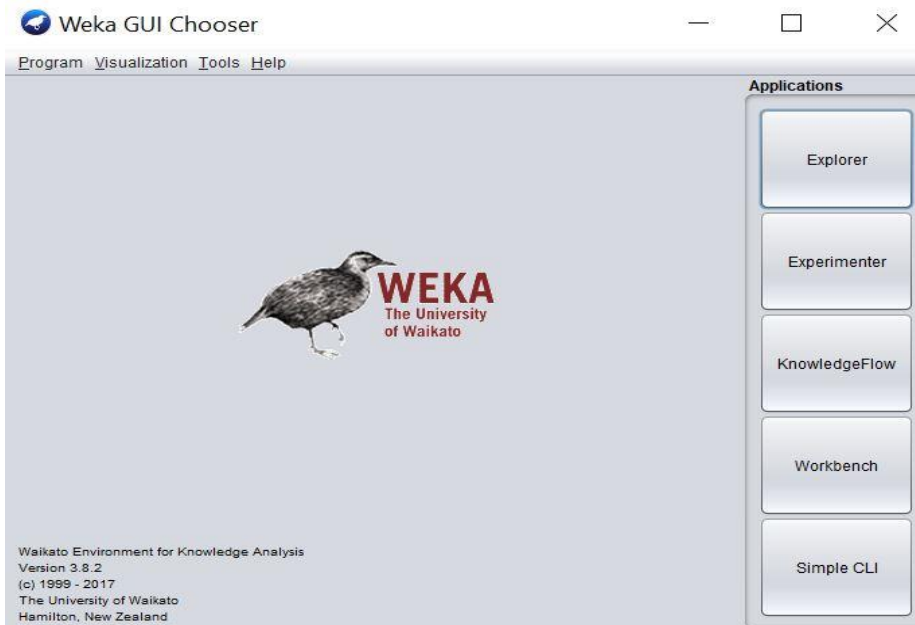 Weka GUI Chooser
Program Visualization Tools Help
Applications
Explorer
Experimenter
KnowledgeFlow
Workbench
Simple CLI
WEKA
The University
of Waikato
Waikato Environment for Knowledge Analysis
Version 3.8.2
(c) 1999 - 2017
The University of Waikato
Hamilton, New Zealand